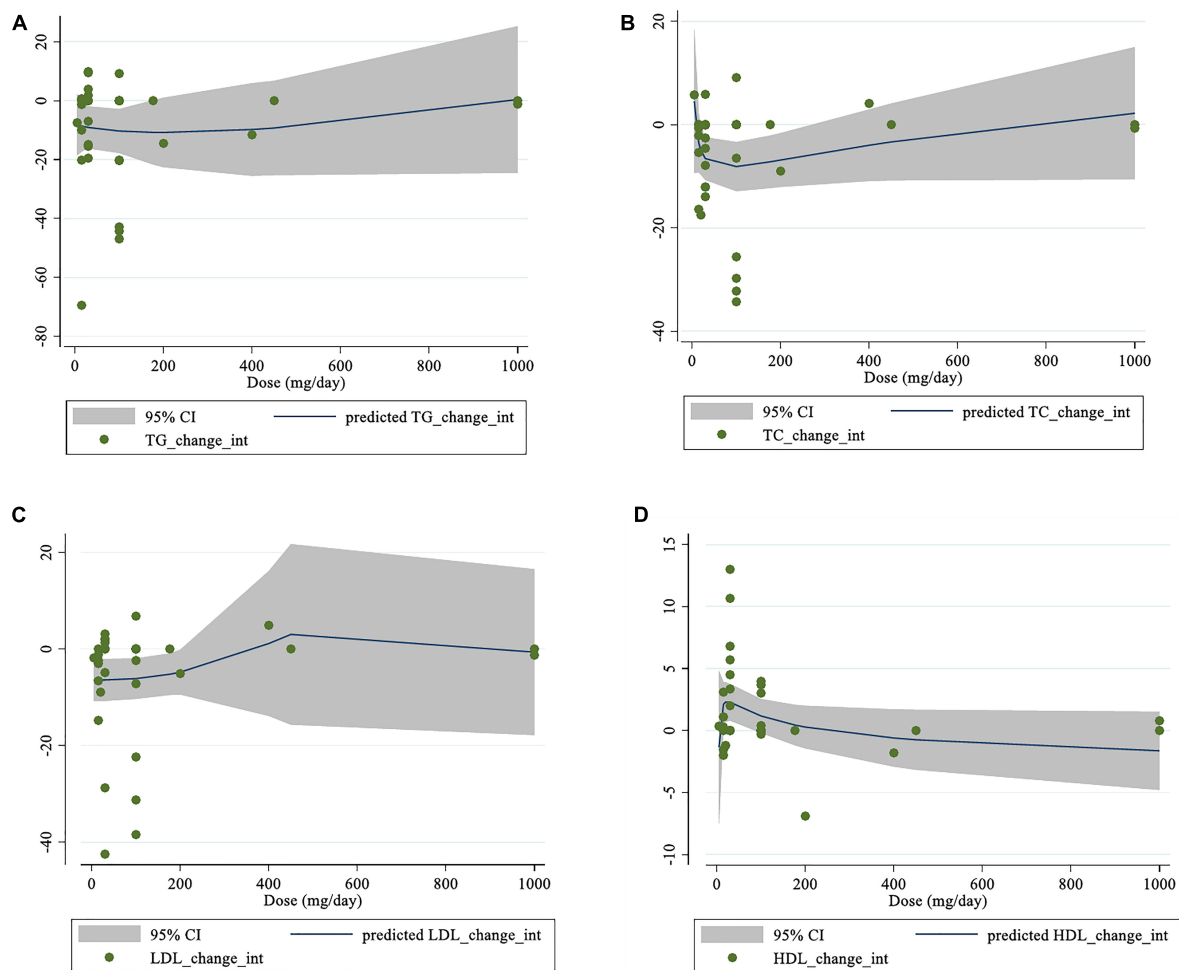 A
20
0
-20
-40
-60
-80
0 200 400 600 800 1000
Dose (mg/day)
95% CI predicted TG_change_int
TG_change_int
B
20
0
-20
-40
0 200 400 600 800 1000
Dose (mg/day)
95% CI predicted TC_change_int
TC_change_int
C
20
0
-20
-40
0 200 400 600 800 1000
Dose (mg/day)
95% CI predicted LDL_change_int
LDL_change_int
D
15
10
5
0
-5
-10
0 200 400 600 800 1000
Dose (mg/day)
95% CI predicted HDL_change_int
HDL_change_int